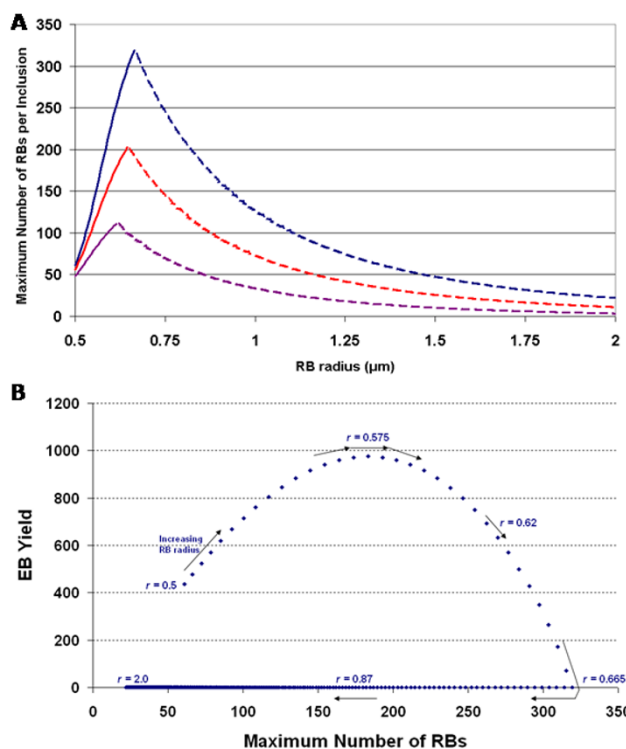 A
Maximum Number of RBs per Inclusion
350
300
250
200
150
100
50
0
0.5
0.75
1
1.25
1.5
1.75
2
RB radius (µm)
B
EB Yield
1200
1000
800
600
400
200
0
r = 0.575
Increasing
RB radius
r = 0.62
r = 0.5
r = 2.0
r = 0.87
r = 0.665
0
50
100
150
200
250
300
350
Maximum Number of RBs